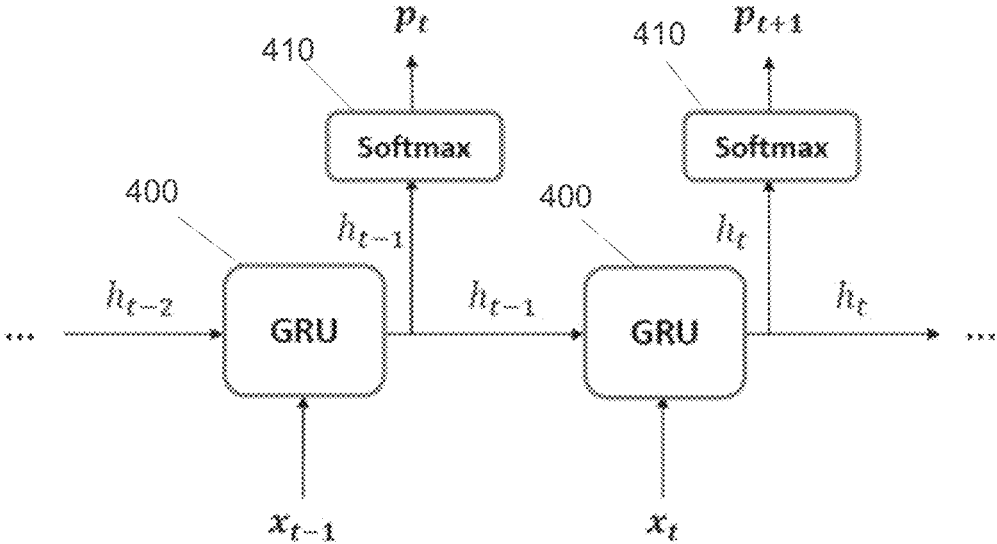 p_t p_{t+1}
410 410
Softmax Softmax
400 400
h_{t-1} h_t
h_{t-2} h_{t-1} h_t
... GRU GRU ...
x_{t-1} x_t